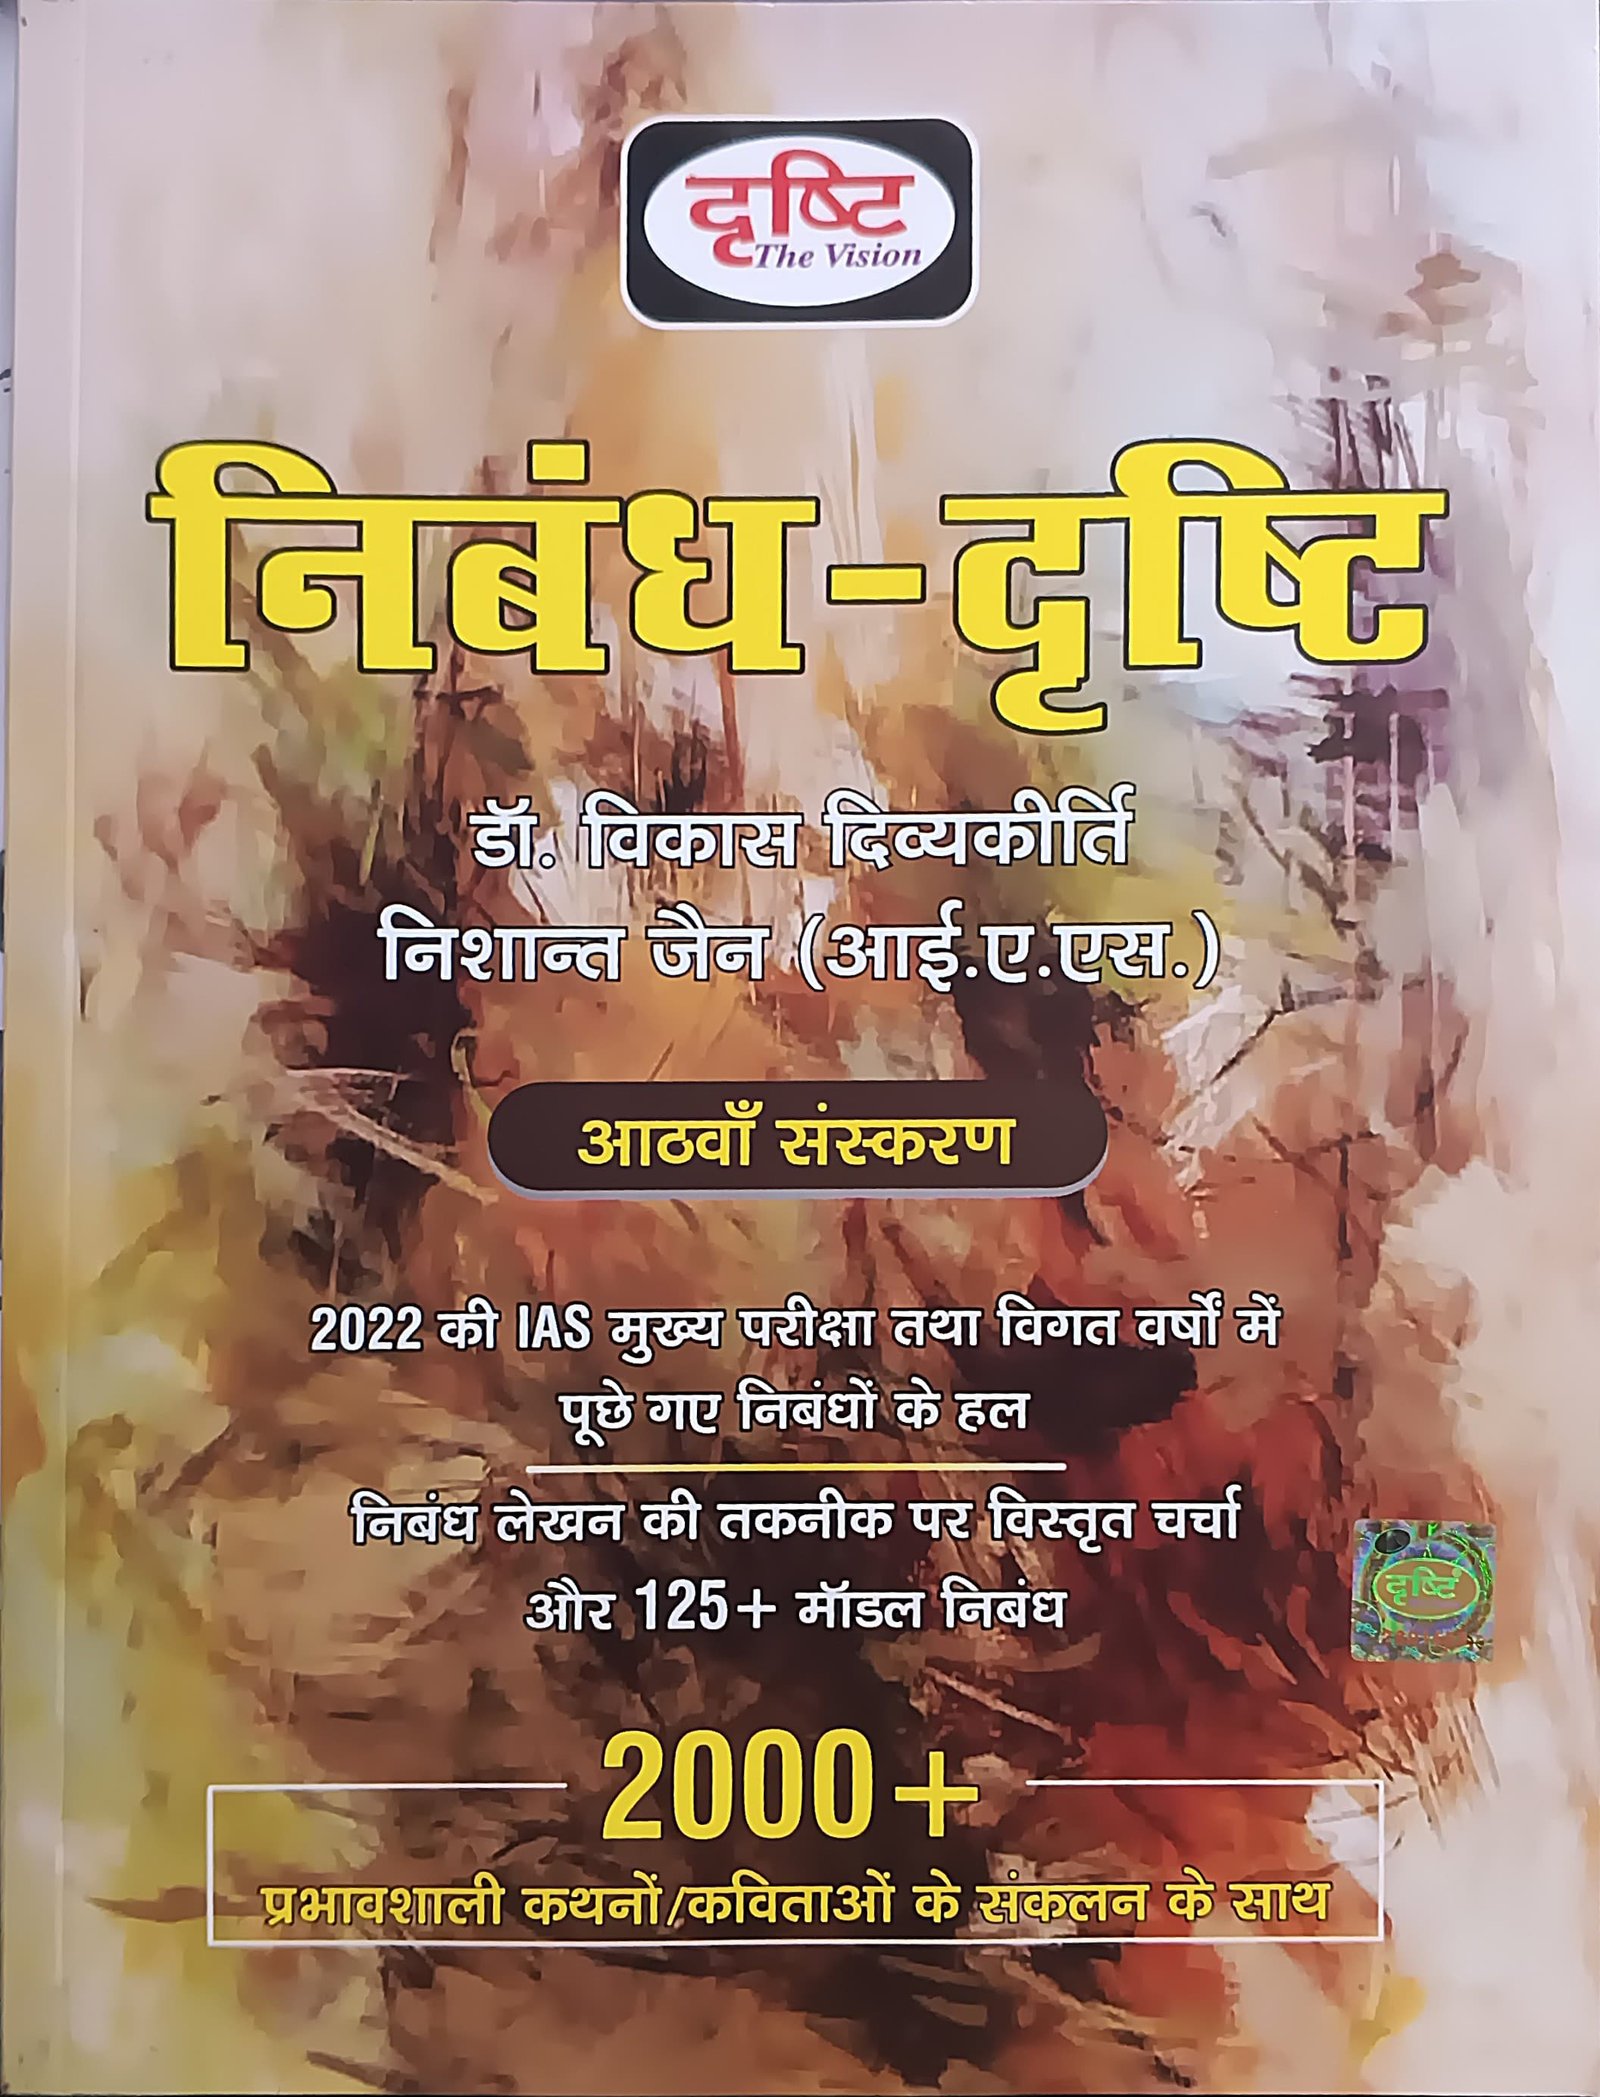 दृष्टि
The Vision
निबंध-दृष्टि
डॉ. विकास दिव्यकीर्ति
निशान्त जैन (आई.ए.एस.)
आठवाँ संस्करण
2022 की IAS मुख्य परीक्षा तथा विगत वर्षों में
पूछे गए निबंधों के हल
निबंध लेखन की तकनीक पर विस्तृत चर्चा
और 125+ मॉडल निबंध
दृष्टि
2000+
प्रभावशाली कथनों/कविताओं के संकलन के साथ